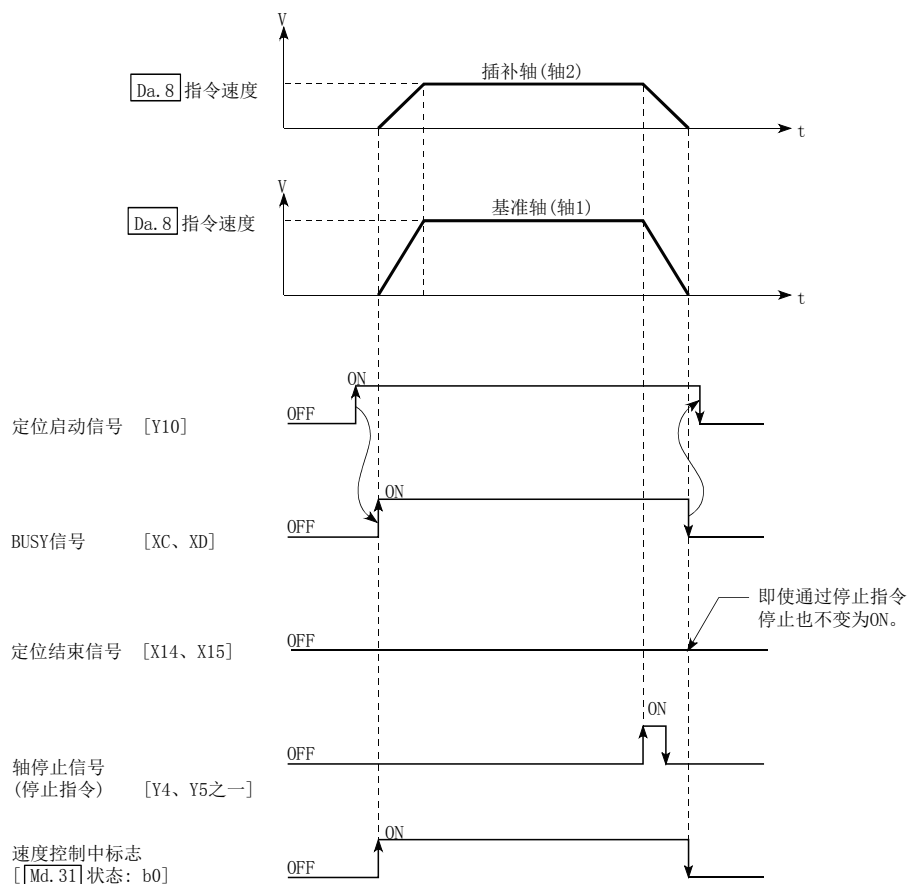 V
插补轴(轴2)
Da.8 指令速度
t
V
基准轴(轴1)
Da.8 指令速度
t
ON
OFF
定位启动信号 [Y10]
ON
OFF
BUSY信号 [XC、XD]
即使通过停止指令
停止也不变为ON。
OFF
定位结束信号 [X14、X15]
ON
OFF
轴停止信号
(停止指令) [Y4、Y5之一]
ON
速度控制中标志
OFF
[Md.31 状态: b0]